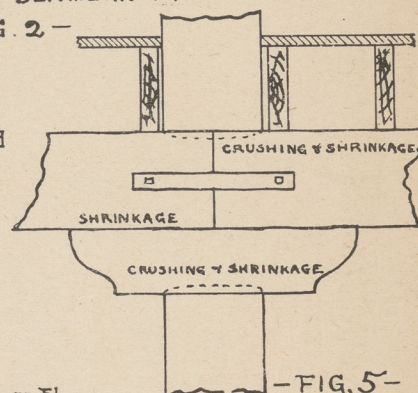 G. 2 –
CRUSHING & SHRINKAGE
SHRINKAGE
CRUSHING & SHRINKAGE
– FIG. 5 –